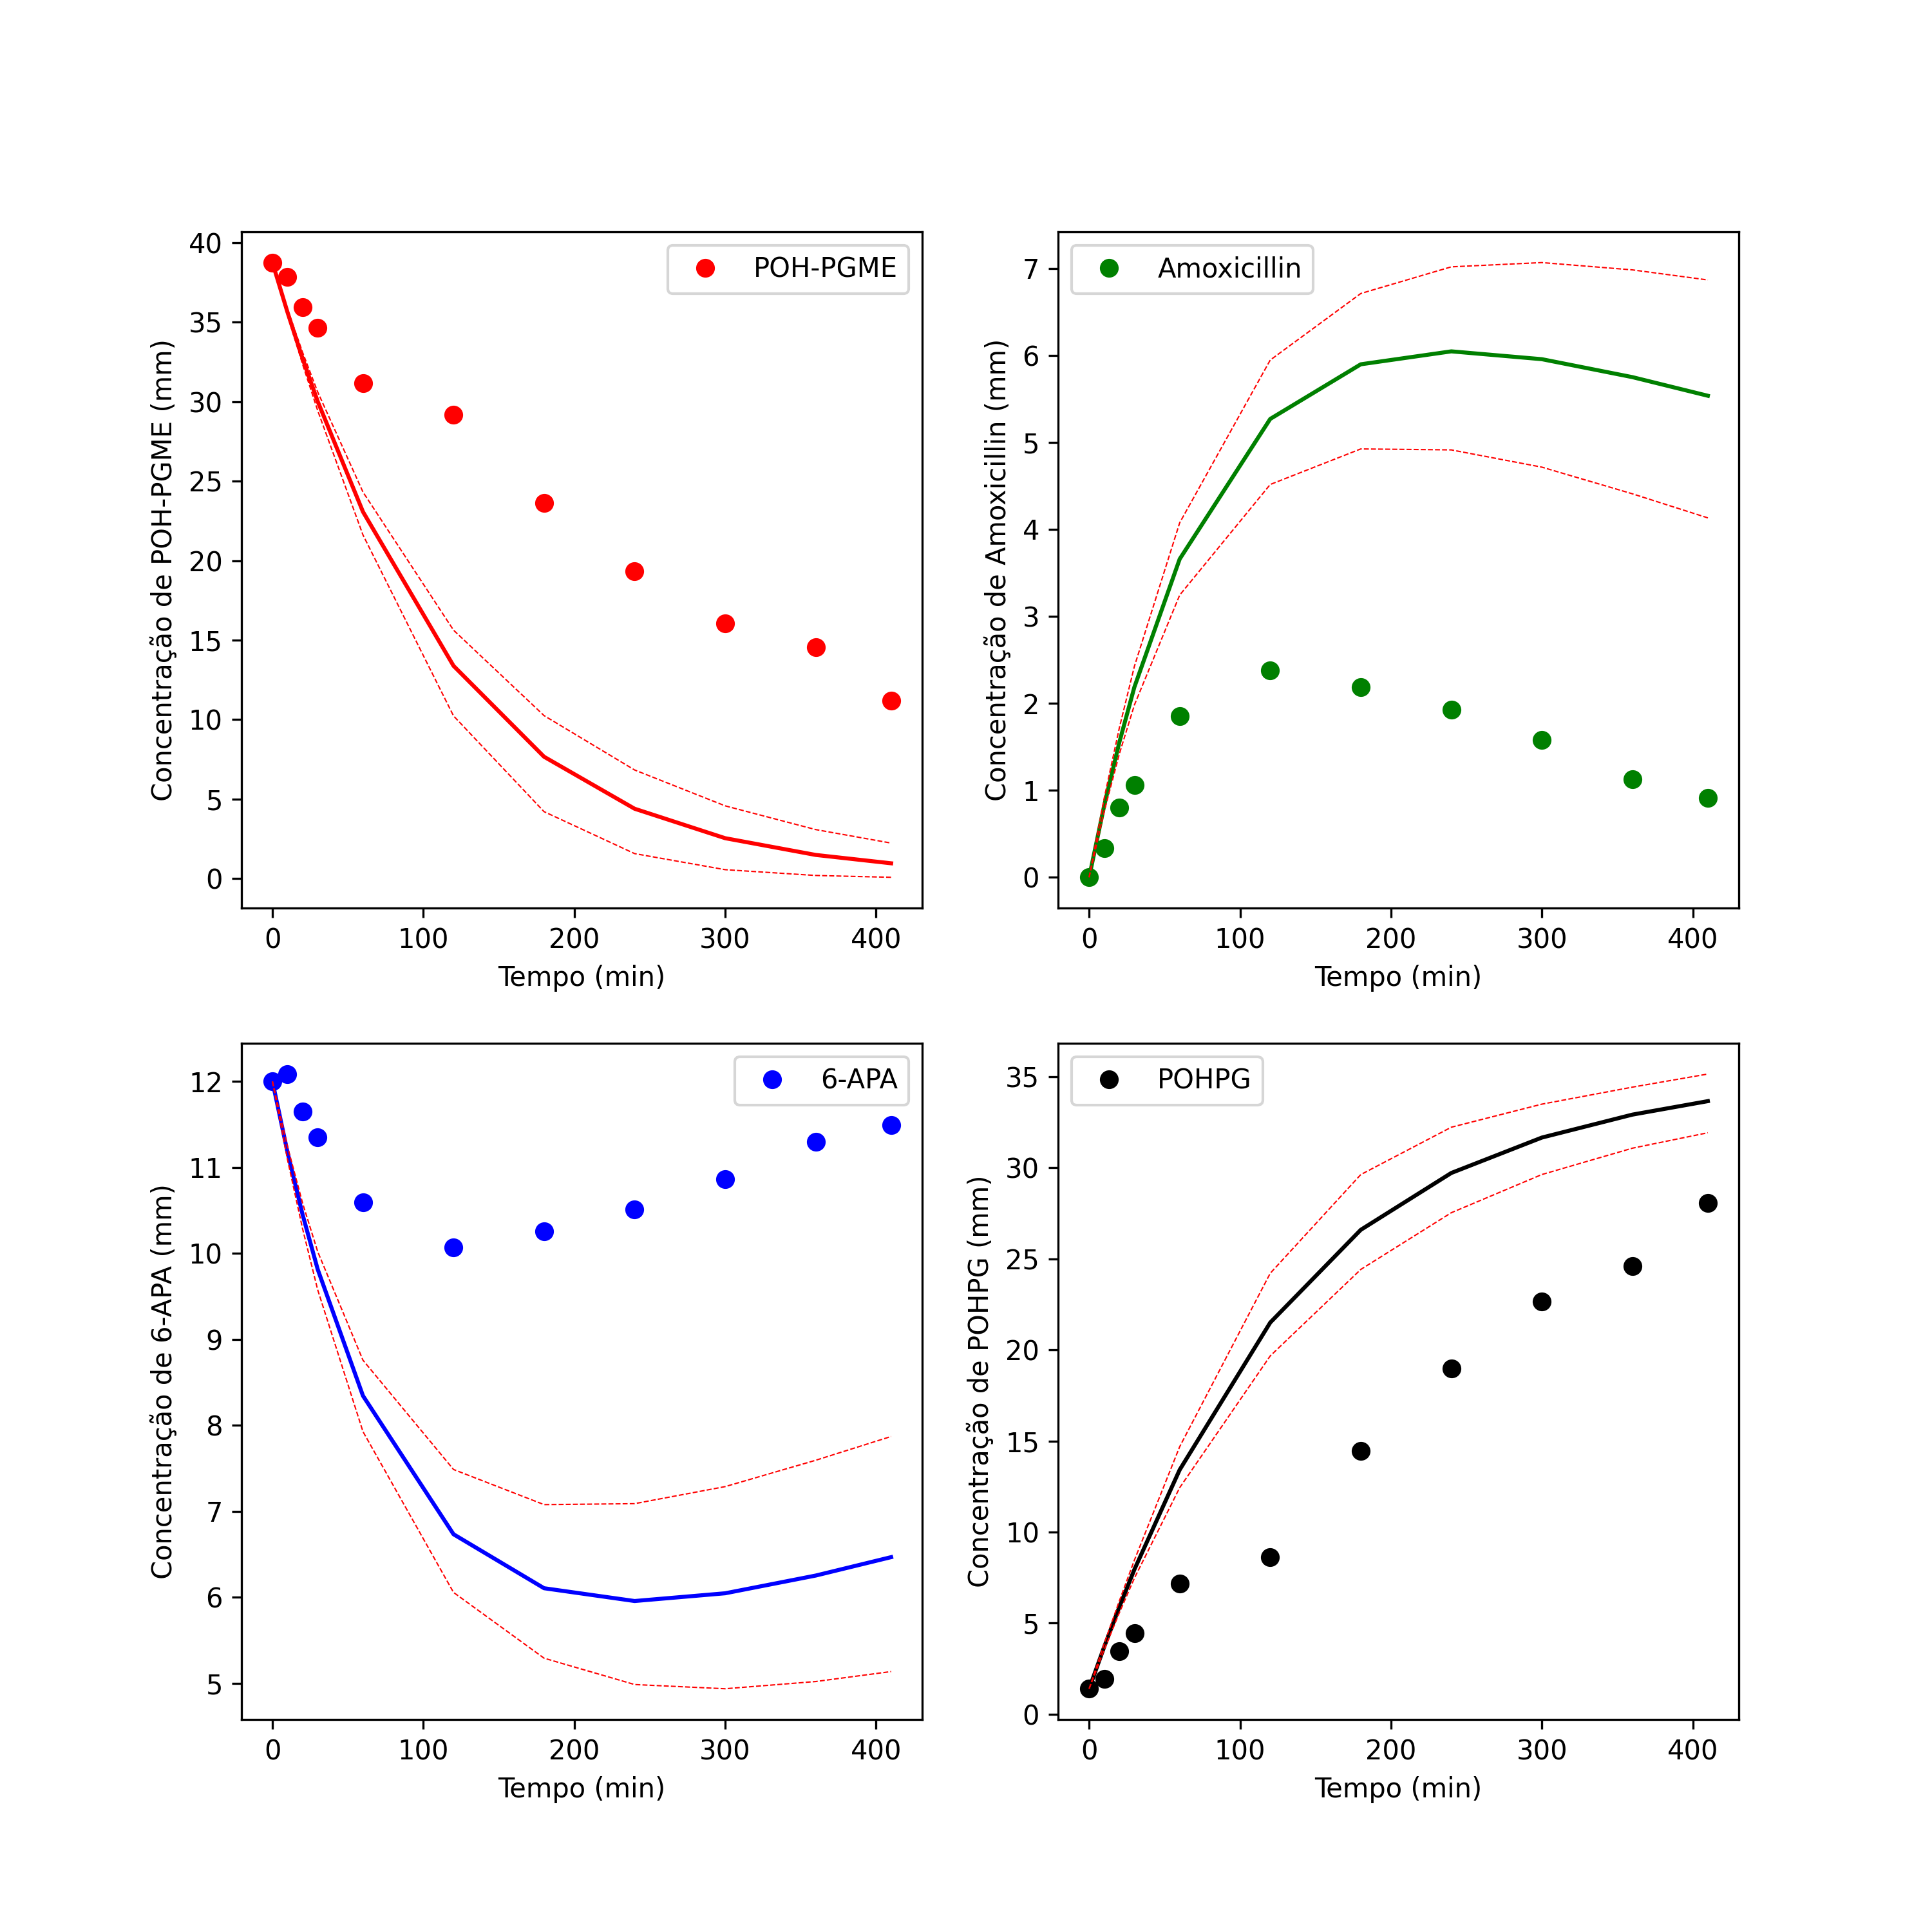 Concentração de POH-PGME (mm)
40
35
30
25
20
15
10
5
0
POH-PGME
0 100 200 300 400
Tempo (min)
Concentração de Amoxicillin (mm)
7
6
5
4
3
2
1
0
Amoxicillin
0 100 200 300 400
Tempo (min)
Concentração de 6-APA (mm)
12
11
10
9
8
7
6
5
6-APA
0 100 200 300 400
Tempo (min)
Concentração de POHPG (mm)
35
30
25
20
15
10
5
0
POHPG
0 100 200 300 400
Tempo (min)